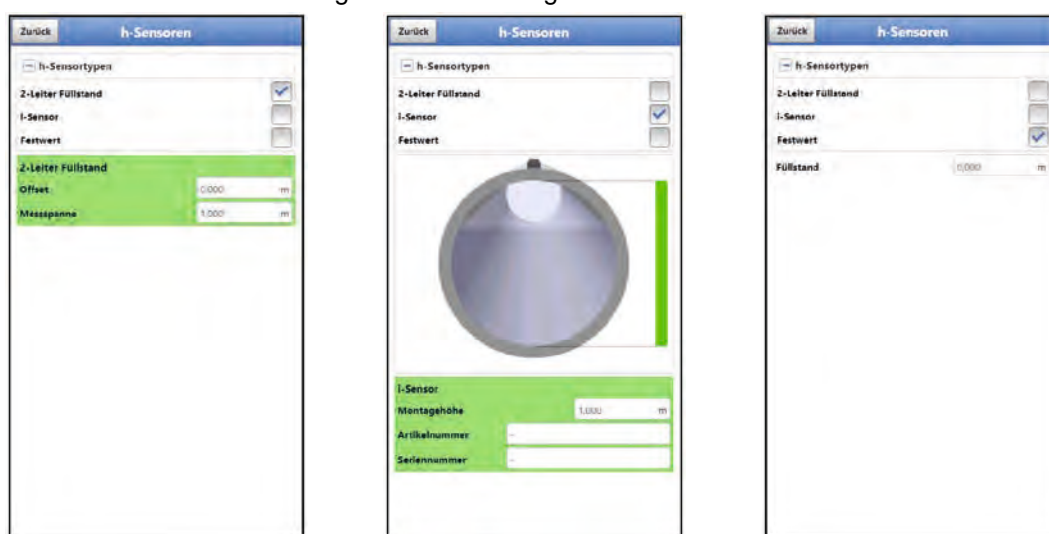 Zurück h-Sensoren
h-Sensortypen
2-Leiter Füllstand
i-Sensor
Festwert
2-Leiter Füllstand
Offset 0,000 m
Messspanne 1,000 m
Zurück h-Sensoren
h-Sensortypen
2-Leiter Füllstand
i-Sensor
Festwert
i-Sensor
Montagehöhe 1,000 m
Artikelnummer -
Seriennummer -
Zurück h-Sensoren
h-Sensortypen
2-Leiter Füllstand
i-Sensor
Festwert
Füllstand 0,000 m